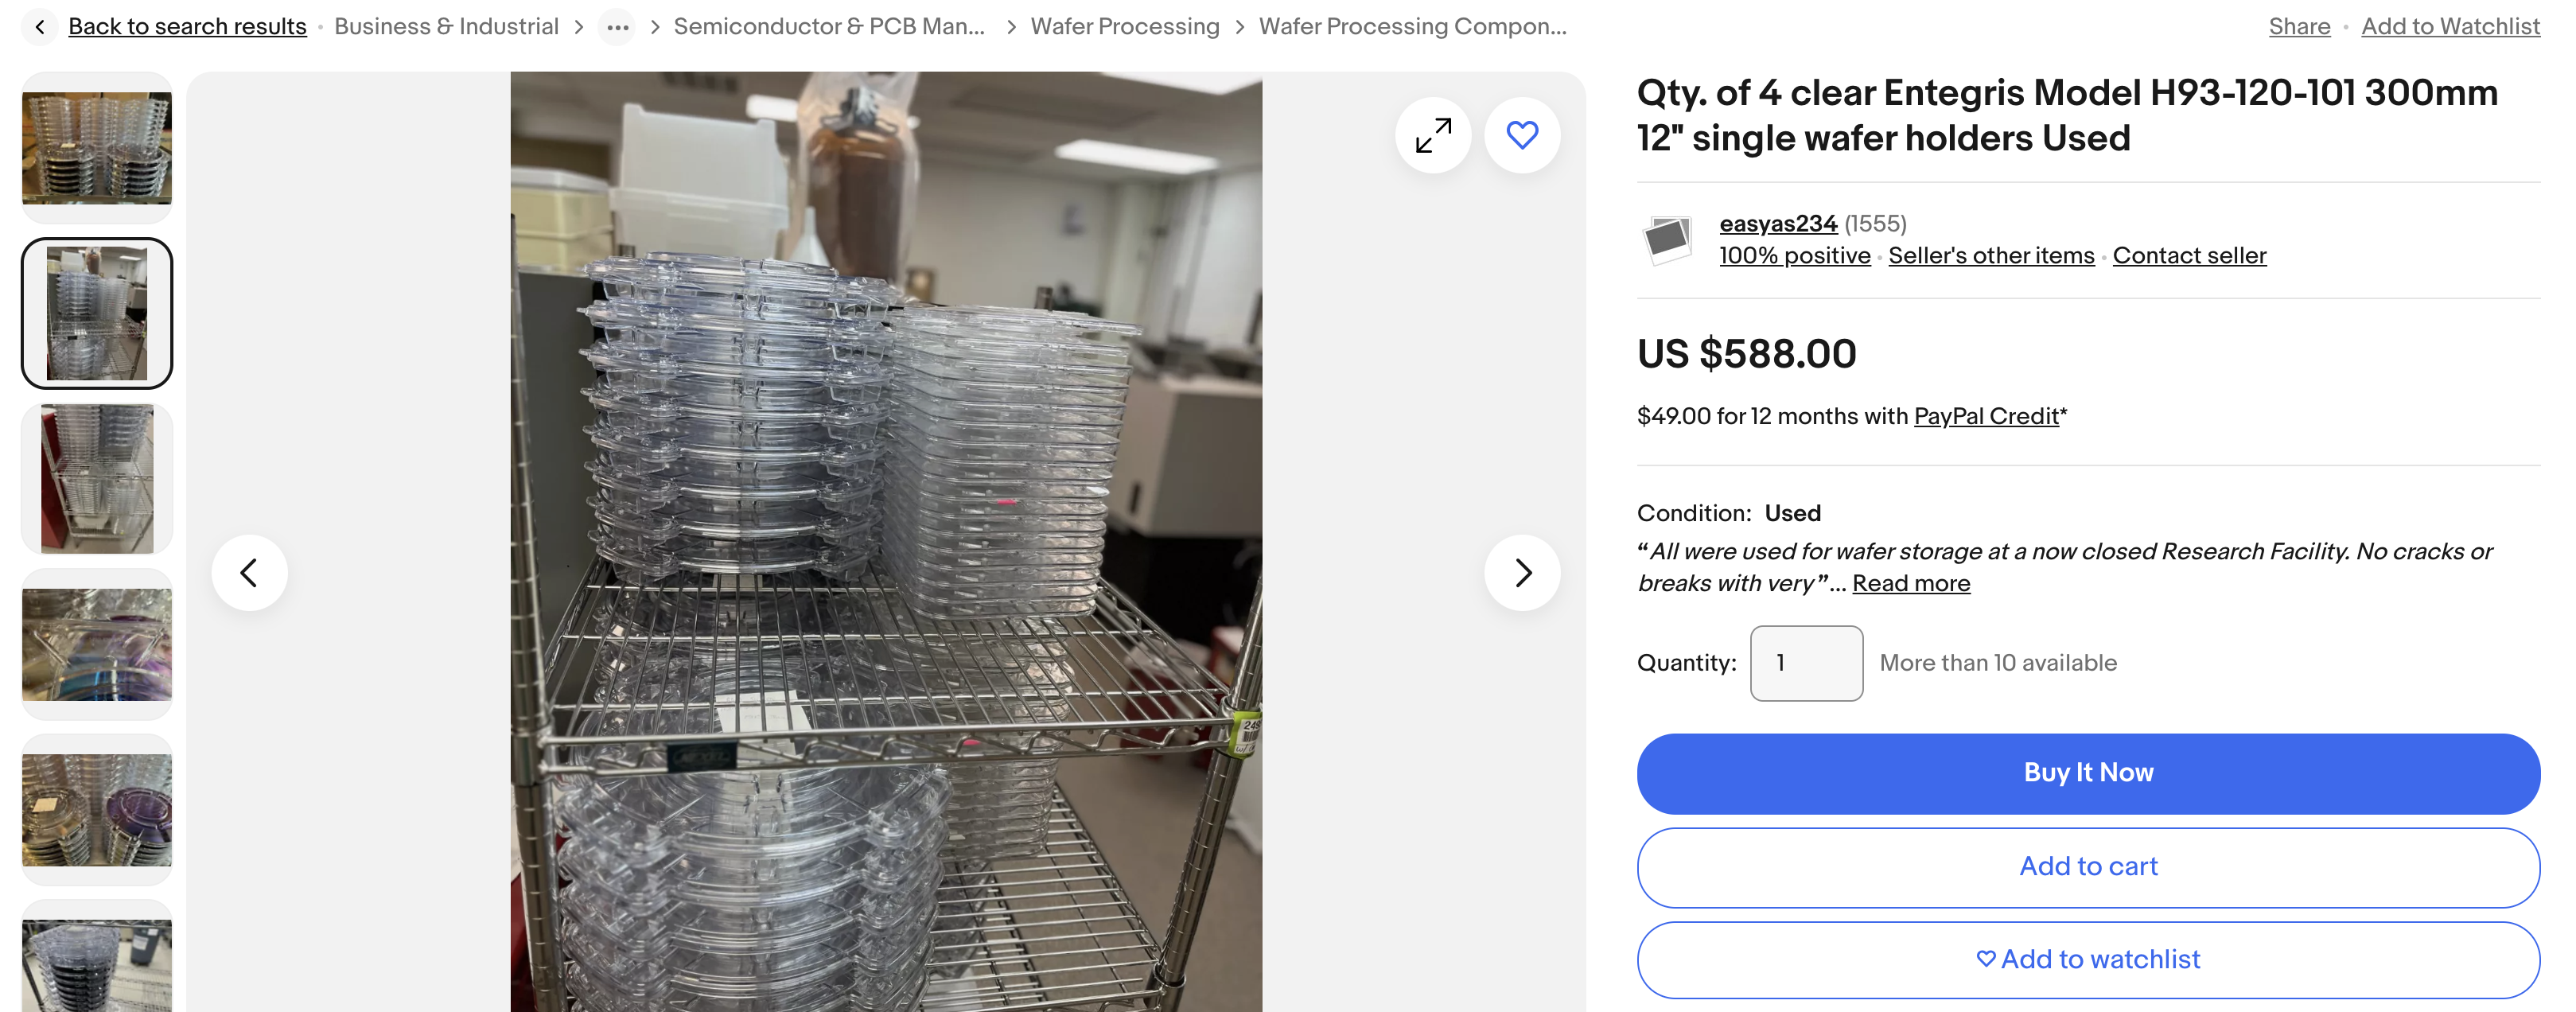 Back to search results · Business & Industrial > ... > Semiconductor & PCB Man... > Wafer Processing > Wafer Processing Compon...
Share · Add to Watchlist
Qty. of 4 clear Entegris Model H93-120-101 300mm
12" single wafer holders Used
easyas234 (1555)
100% positive · Seller's other items · Contact seller
US $588.00
$49.00 for 12 months with PayPal Credit*
Condition: Used
“All were used for wafer storage at a now closed Research Facility. No cracks or
breaks with very”... Read more
Quantity: 1 More than 10 available
Buy It Now
Add to cart
Add to watchlist